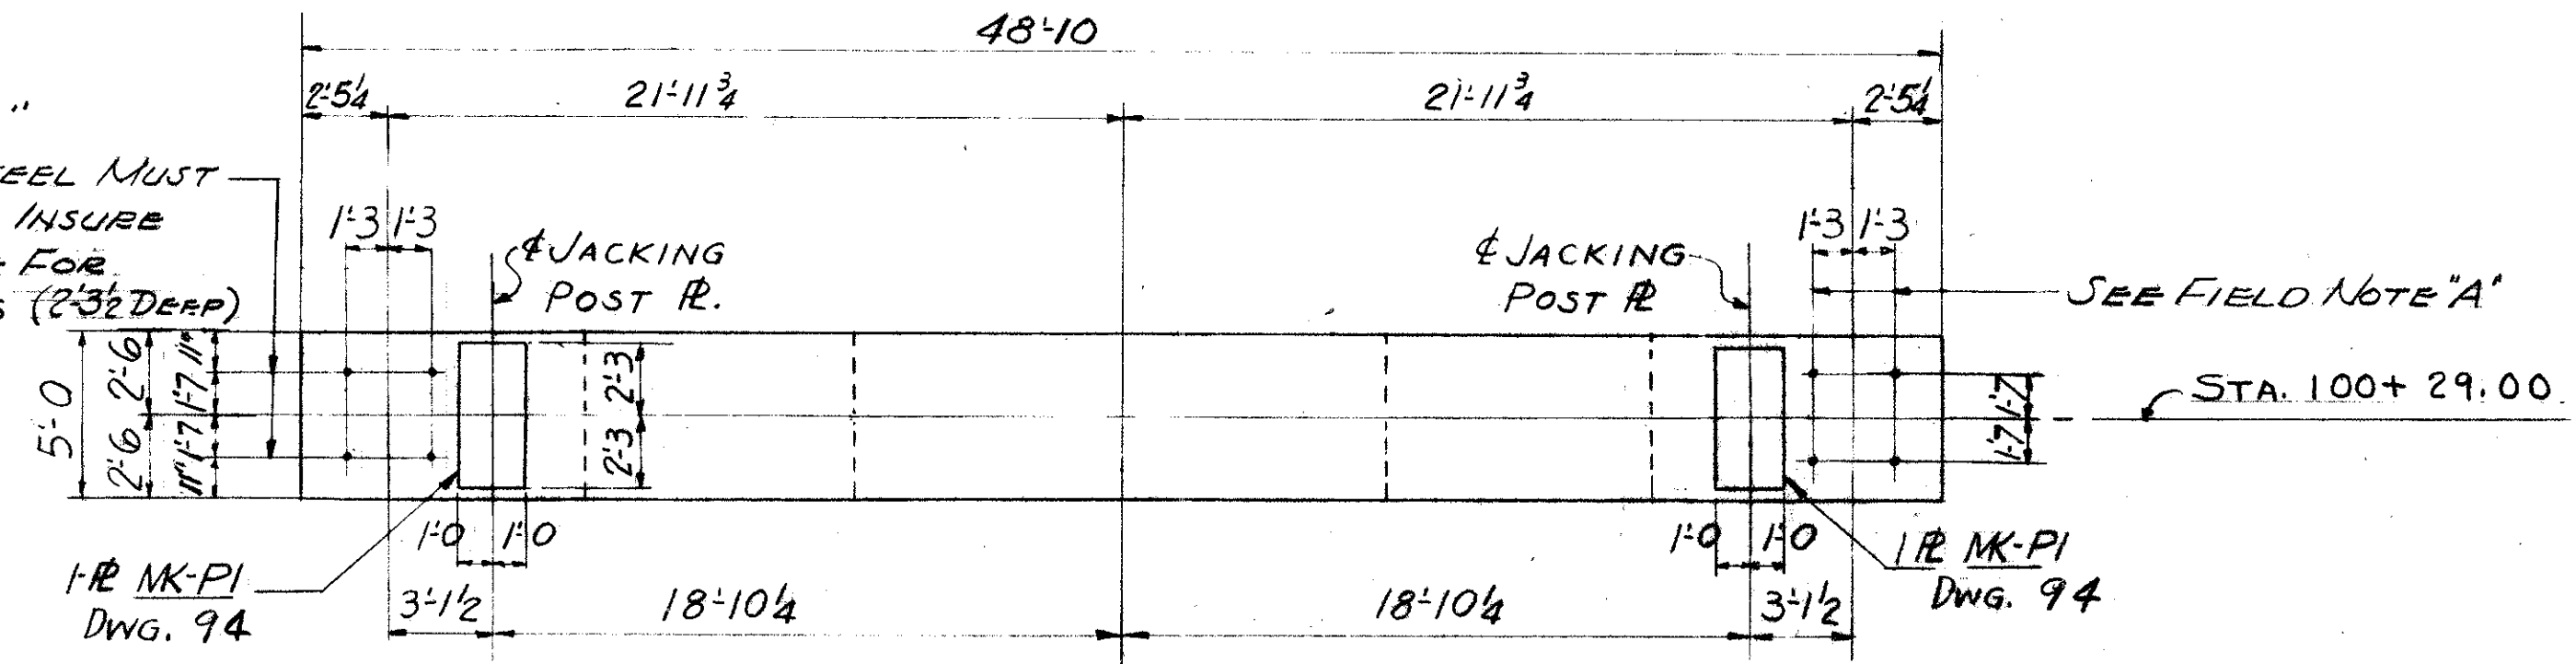 48'-10
2'-5¼ 21'-11¾ 21'-11¾ 2'-5¼
"
STEEL MUST
INSURE
FOR
(2'-3½ DEEP)
1'-3 1'-3
℄ JACKING
POST ⅊.
℄ JACKING
POST ⅊
1'-3 1'-3
SEE FIELD NOTE "A"
STA. 100+29.00
5'-0
2'-6 2'-6
11" 1'-7 1'-7 11"
2'-3 2'-3
1'-7 1'-7
1'-0 1'-0
1'-0 1'-0
1-⅊ MK-P1
DWG. 94
1 ⅊ MK-P1
DWG. 94
3'-1½ 18'-10¼ 18'-10¼ 3'-1½